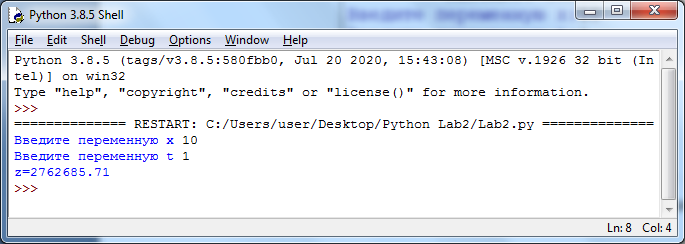 Python 3.8.5 Shell
File Edit Shell Debug Options Window Help
Python 3.8.5 (tags/v3.8.5:580fbb0, Jul 20 2020, 15:43:08) [MSC v.1926 32 bit (In
tel)] on win32
Type "help", "copyright", "credits" or "license()" for more information.
>>>
============== RESTART: C:/Users/user/Desktop/Python Lab2/Lab2.py ==============
Введите переменную x 10
Введите переменную t 1
z=2762685.71
>>>
Ln: 8 Col: 4